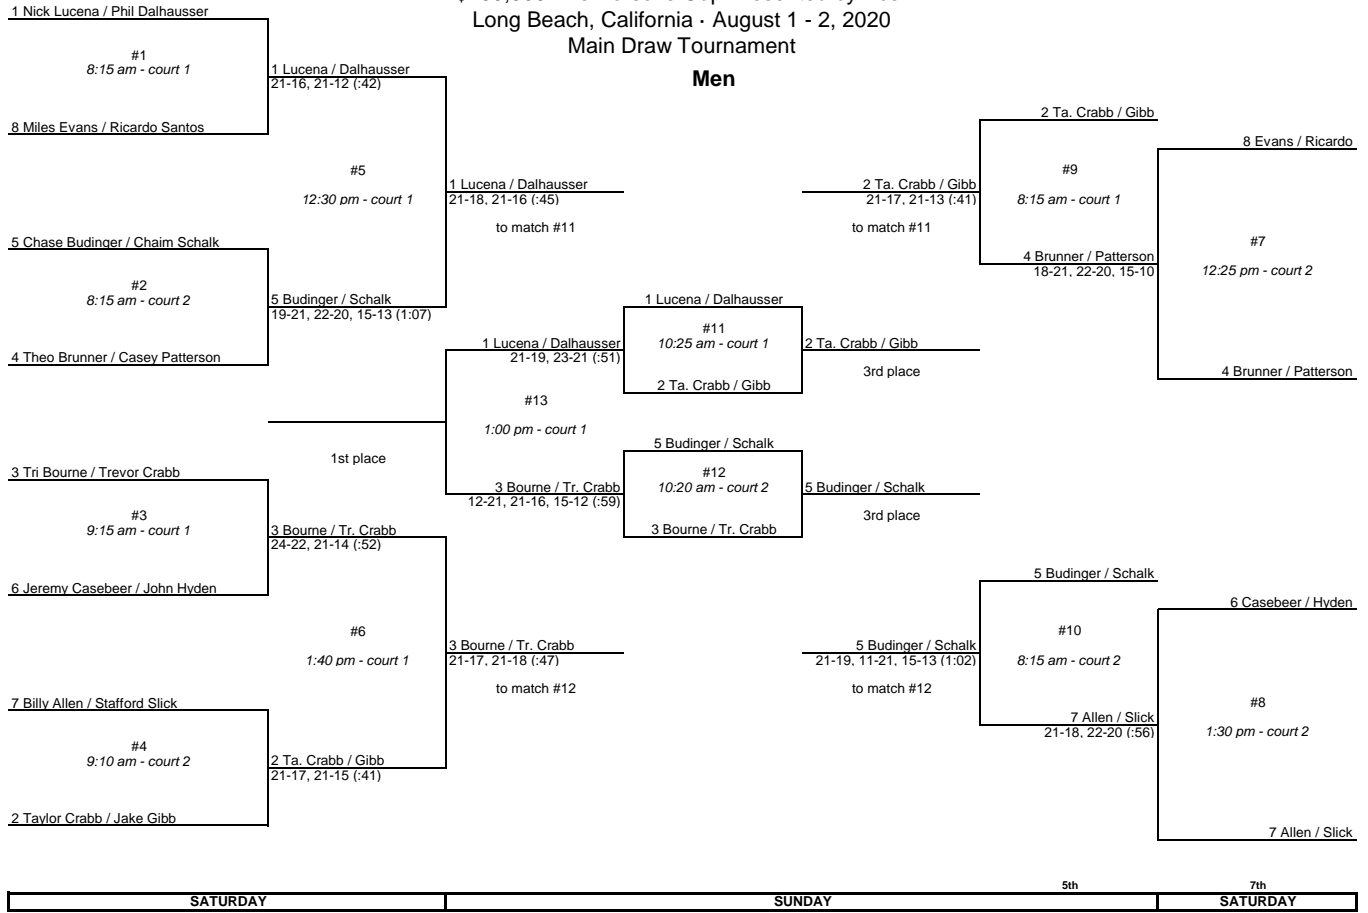 Long Beach, California · August 1 - 2, 2020
Main Draw Tournament
Men
1 Nick Lucena / Phil Dalhausser
#1
8:15 am - court 1
8 Miles Evans / Ricardo Santos
1 Lucena / Dalhausser
21-16, 21-12 (:42)
#5
12:30 pm - court 1
5 Chase Budinger / Chaim Schalk
#2
8:15 am - court 2
4 Theo Brunner / Casey Patterson
5 Budinger / Schalk
19-21, 22-20, 15-13 (1:07)
1 Lucena / Dalhausser
21-18, 21-16 (:45)
to match #11
3 Tri Bourne / Trevor Crabb
#3
9:15 am - court 1
6 Jeremy Casebeer / John Hyden
3 Bourne / Tr. Crabb
24-22, 21-14 (:52)
#6
1:40 pm - court 1
7 Billy Allen / Stafford Slick
#4
9:10 am - court 2
2 Taylor Crabb / Jake Gibb
2 Ta. Crabb / Gibb
21-17, 21-15 (:41)
3 Bourne / Tr. Crabb
21-17, 21-18 (:47)
to match #12
1st place
1 Lucena / Dalhausser
21-19, 23-21 (:51)
#13
1:00 pm - court 1
3 Bourne / Tr. Crabb
12-21, 21-16, 15-12 (:59)
1 Lucena / Dalhausser
#11
10:25 am - court 1
2 Ta. Crabb / Gibb
5 Budinger / Schalk
#12
10:20 am - court 2
3 Bourne / Tr. Crabb
2 Ta. Crabb / Gibb
3rd place
5 Budinger / Schalk
3rd place
2 Ta. Crabb / Gibb
21-17, 21-13 (:41)
to match #11
2 Ta. Crabb / Gibb
#9
8:15 am - court 1
4 Brunner / Patterson
18-21, 22-20, 15-10
8 Evans / Ricardo
#7
12:25 pm - court 2
4 Brunner / Patterson
5 Budinger / Schalk
21-19, 11-21, 15-13 (1:02)
to match #12
5 Budinger / Schalk
#10
8:15 am - court 2
7 Allen / Slick
21-18, 22-20 (:56)
6 Casebeer / Hyden
#8
1:30 pm - court 2
7 Allen / Slick
5th
7th
SATURDAY
SUNDAY
SATURDAY